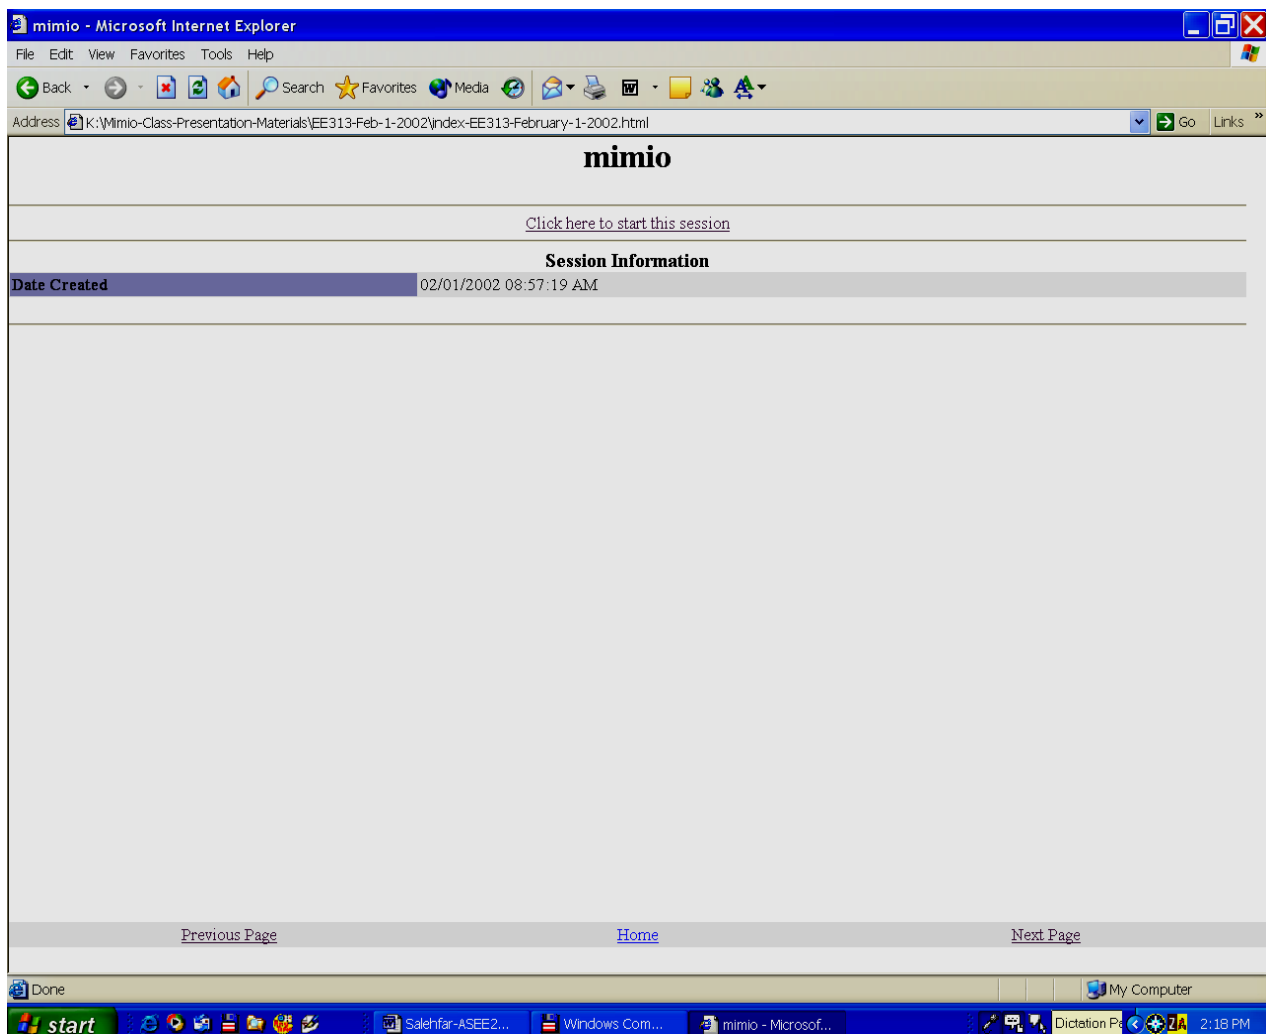 mimio - Microsoft Internet Explorer
File Edit View Favorites Tools Help
Back Search Favorites Media
Address K:\Mimio-Class-Presentation-Materials\EE313-Feb-1-2002\index-EE313-February-1-2002.html Go Links »
mimio
Click here to start this session
Session Information
Date Created 02/01/2002 08:57:19 AM
Previous Page Home Next Page
Done My Computer
start Salehfar-ASEE2... Windows Com... mimio - Microsof... Dictation Pa ZA 2:18 PM